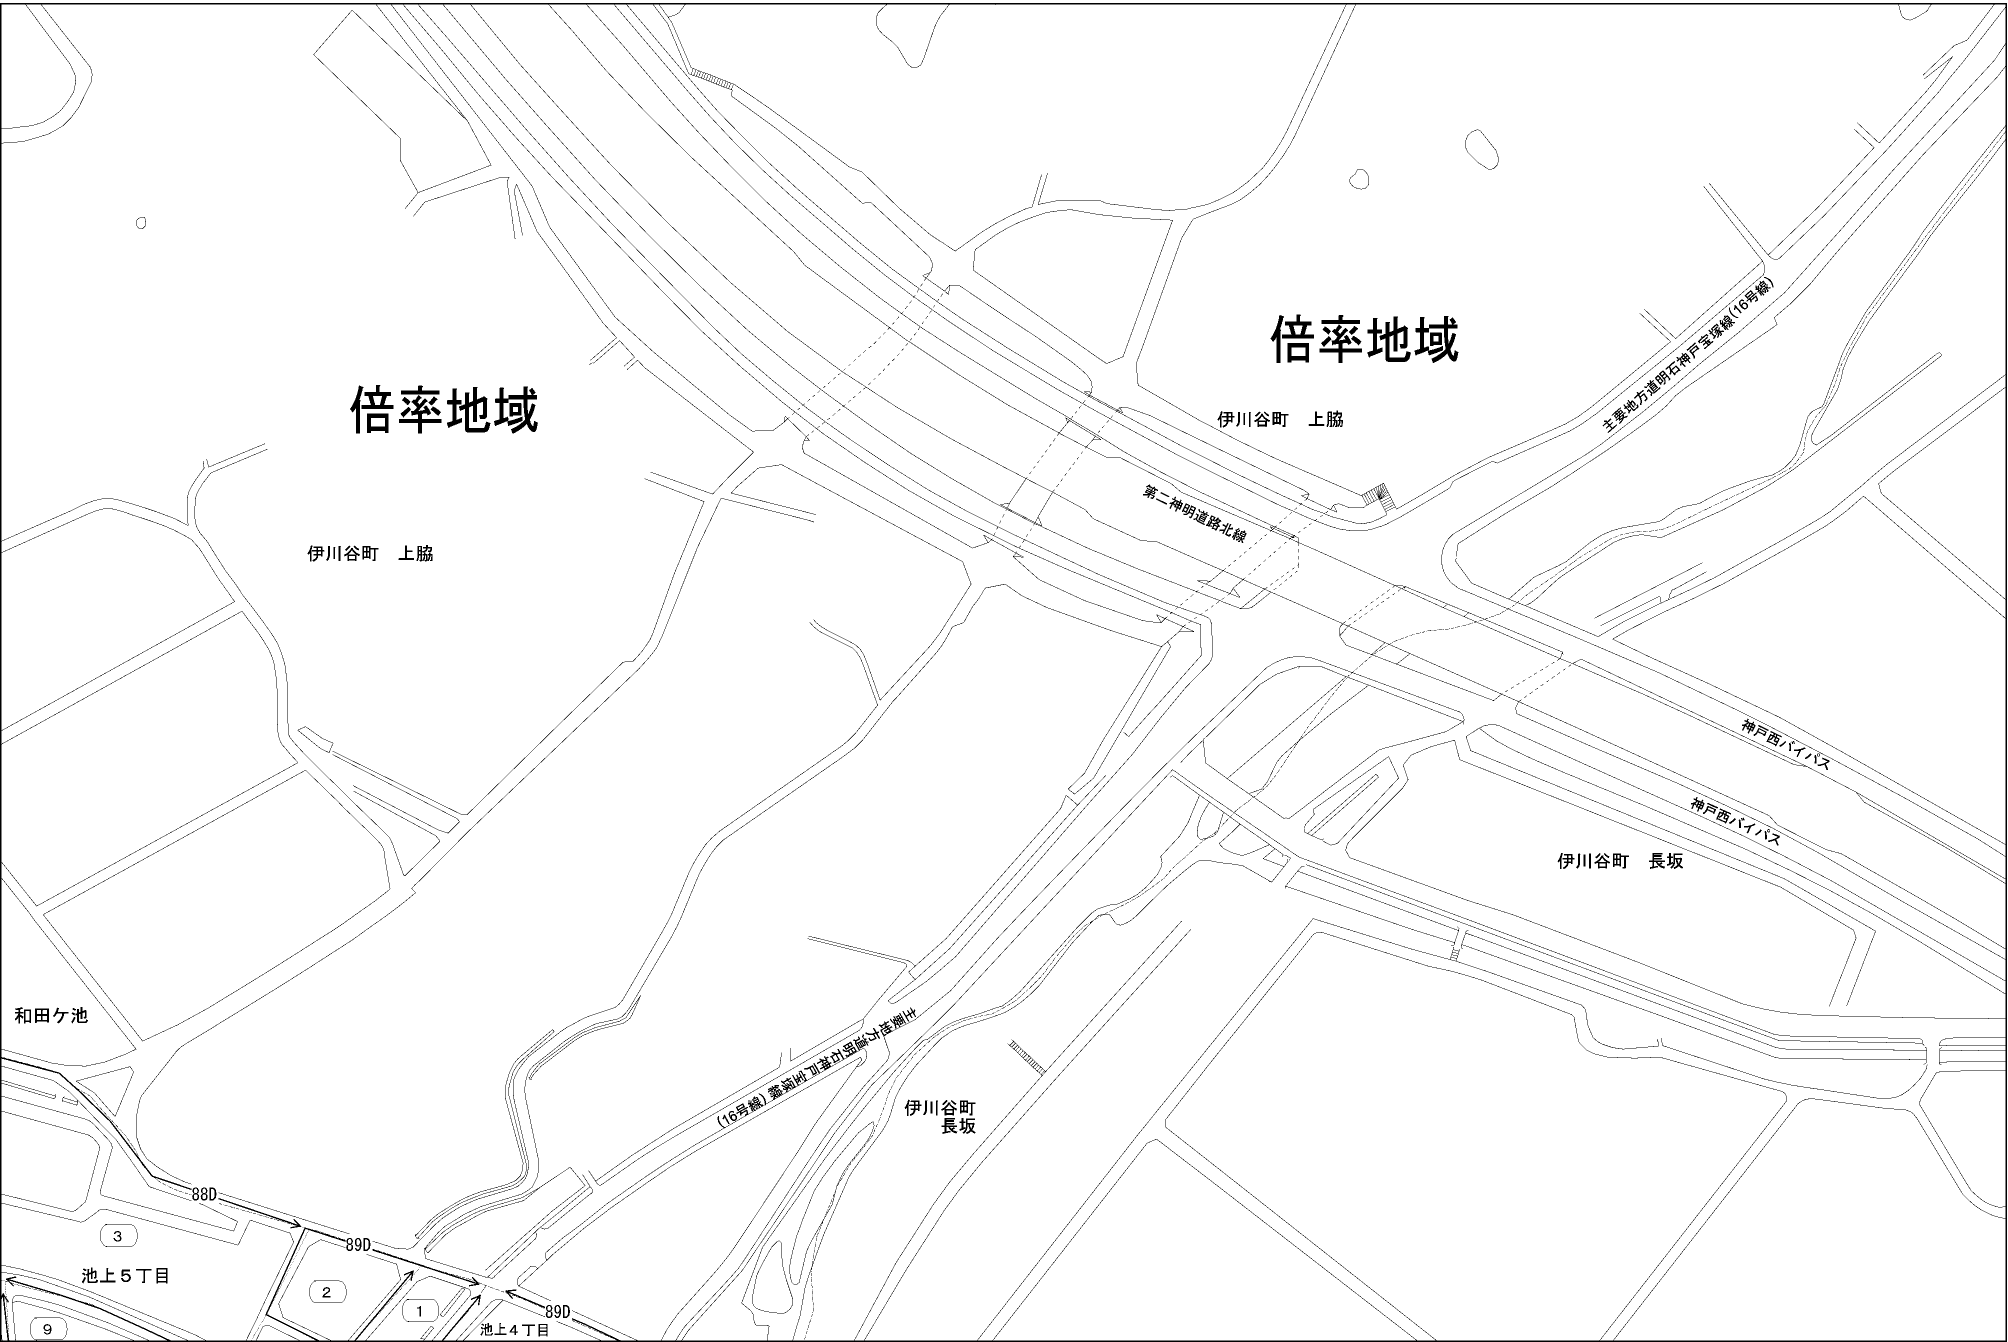 倍率地域
倍率地域
主要地方道明石神戸宝塚線(16号線)
伊川谷町 上脇
第二神明道路北線
伊川谷町 上脇
神戸西バイパス
神戸西バイパス
伊川谷町 長坂
和田ケ池
主要地方道明石神戸宝塚線
(16号線)
伊川谷町
長坂
88D
3
89D
池上5丁目
2
1
89D
9
池上4丁目